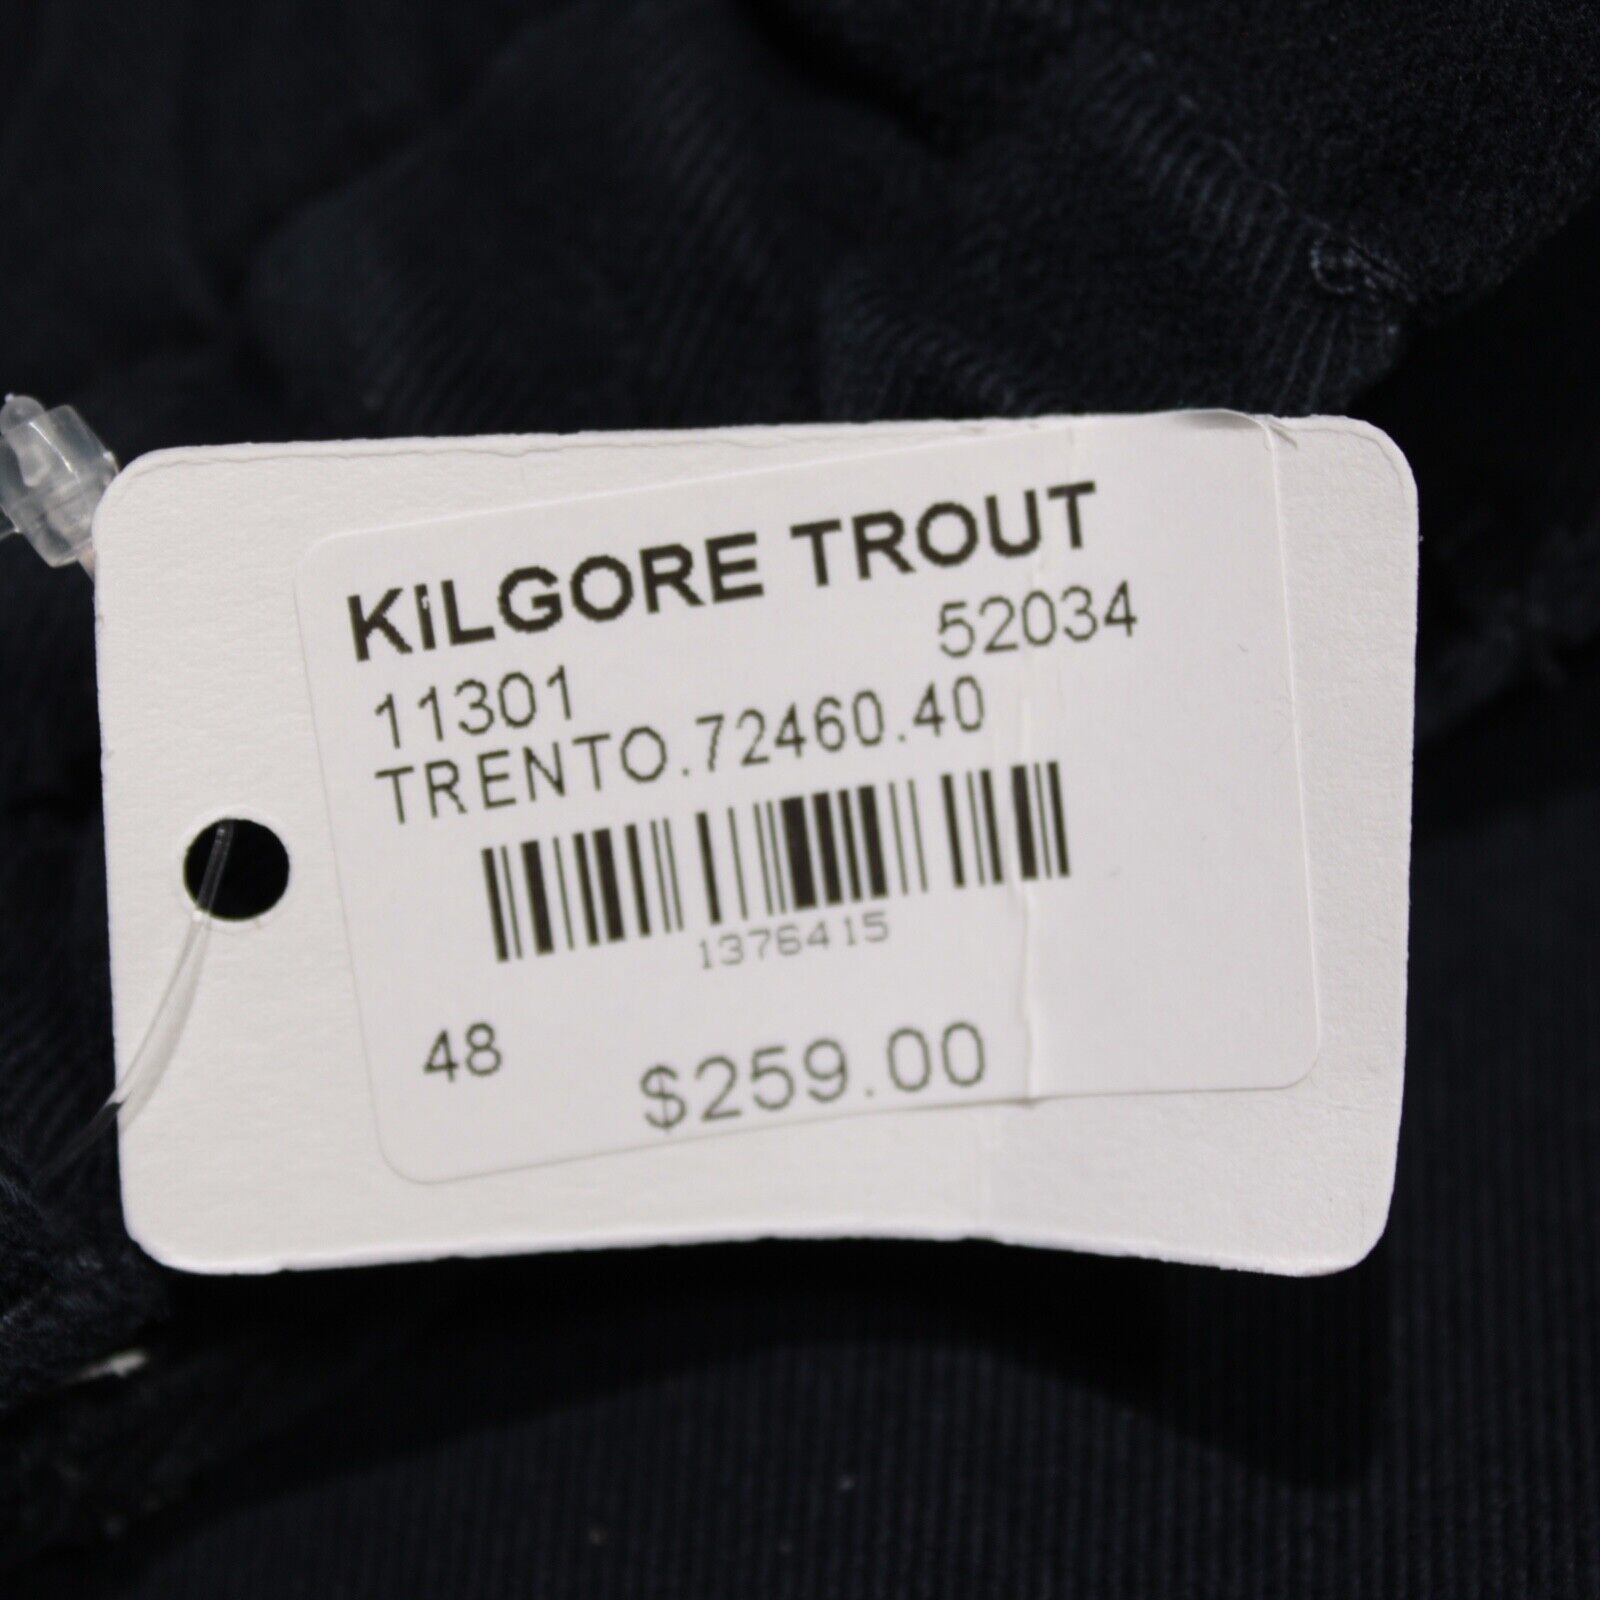 KILGORE TROUT
11301 52034
TRENTO.72460.40
1376415
48 $259.00